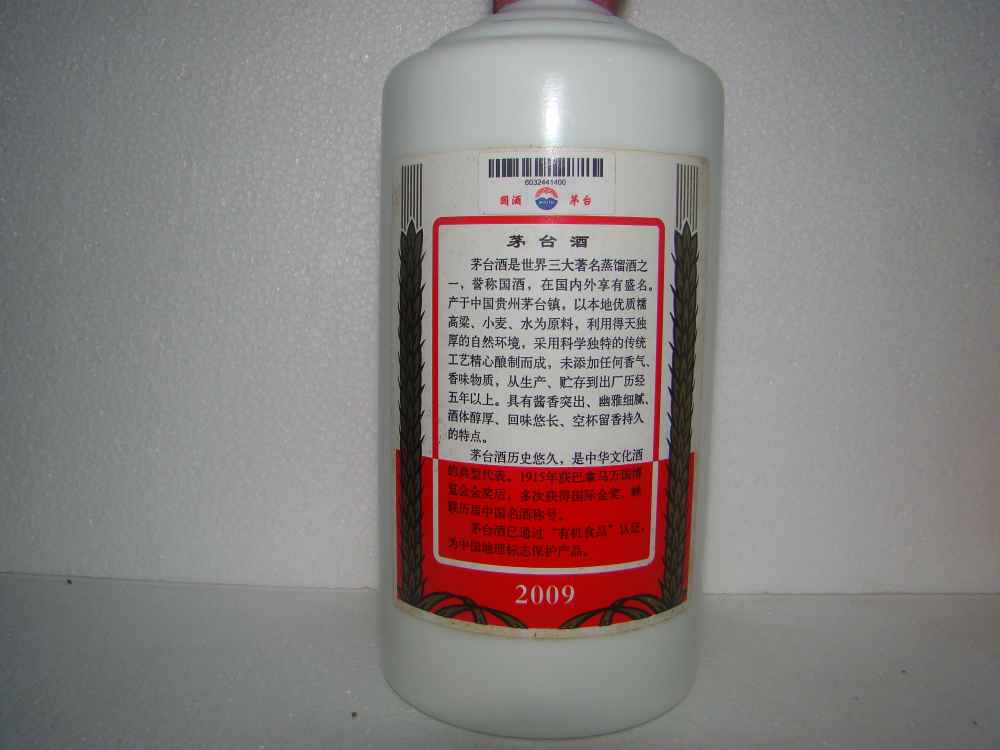 6032441400
国酒 茅台
茅台酒
茅台酒是世界三大著名蒸馏酒之
一，誉称国酒，在国内外享有盛名。
产于中国贵州茅台镇，以本地优质糯
高粱、小麦、水为原料，利用得天独
厚的自然环境，采用科学独特的传统
工艺精心酿制而成，未添加任何香气、
香味物质，从生产、贮存到出厂历经
五年以上。具有酱香突出、幽雅细腻、
酒体醇厚、回味悠长、空杯留香持久
的特点。
茅台酒历史悠久，是中华文化酒
的典型代表。1915年获巴拿马万国博
览会金奖后，多次获得国际金奖，蝉
联历届中国名酒称号。
茅台酒已通过“有机食品”认证，
为中国地理标志保护产品。
2009